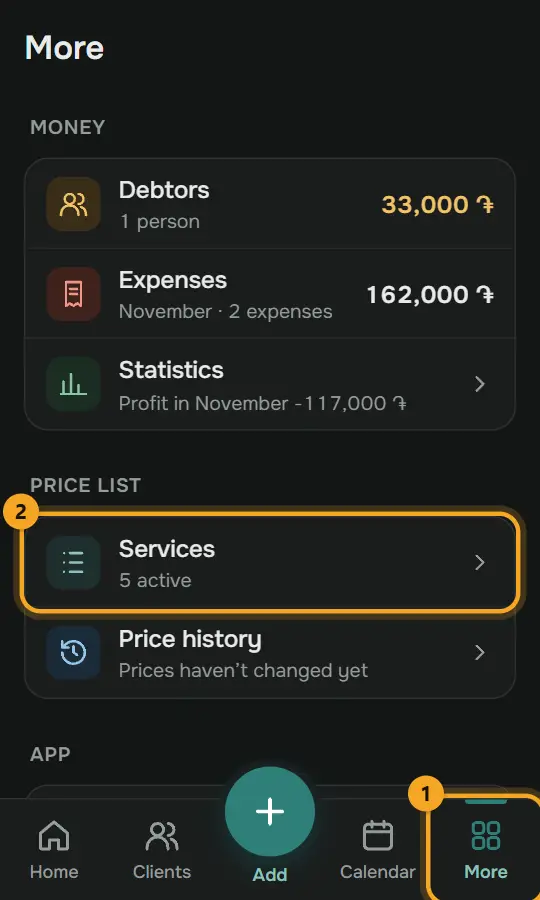 More
MONEY
Debtors
1 person
33,000 ֏
Expenses
November · 2 expenses
162,000 ֏
Statistics
Profit in November -117,000 ֏
PRICE LIST
2
Services
5 active
Price history
Prices haven’t changed yet
APP
1
Home
Clients
Add
Calendar
More